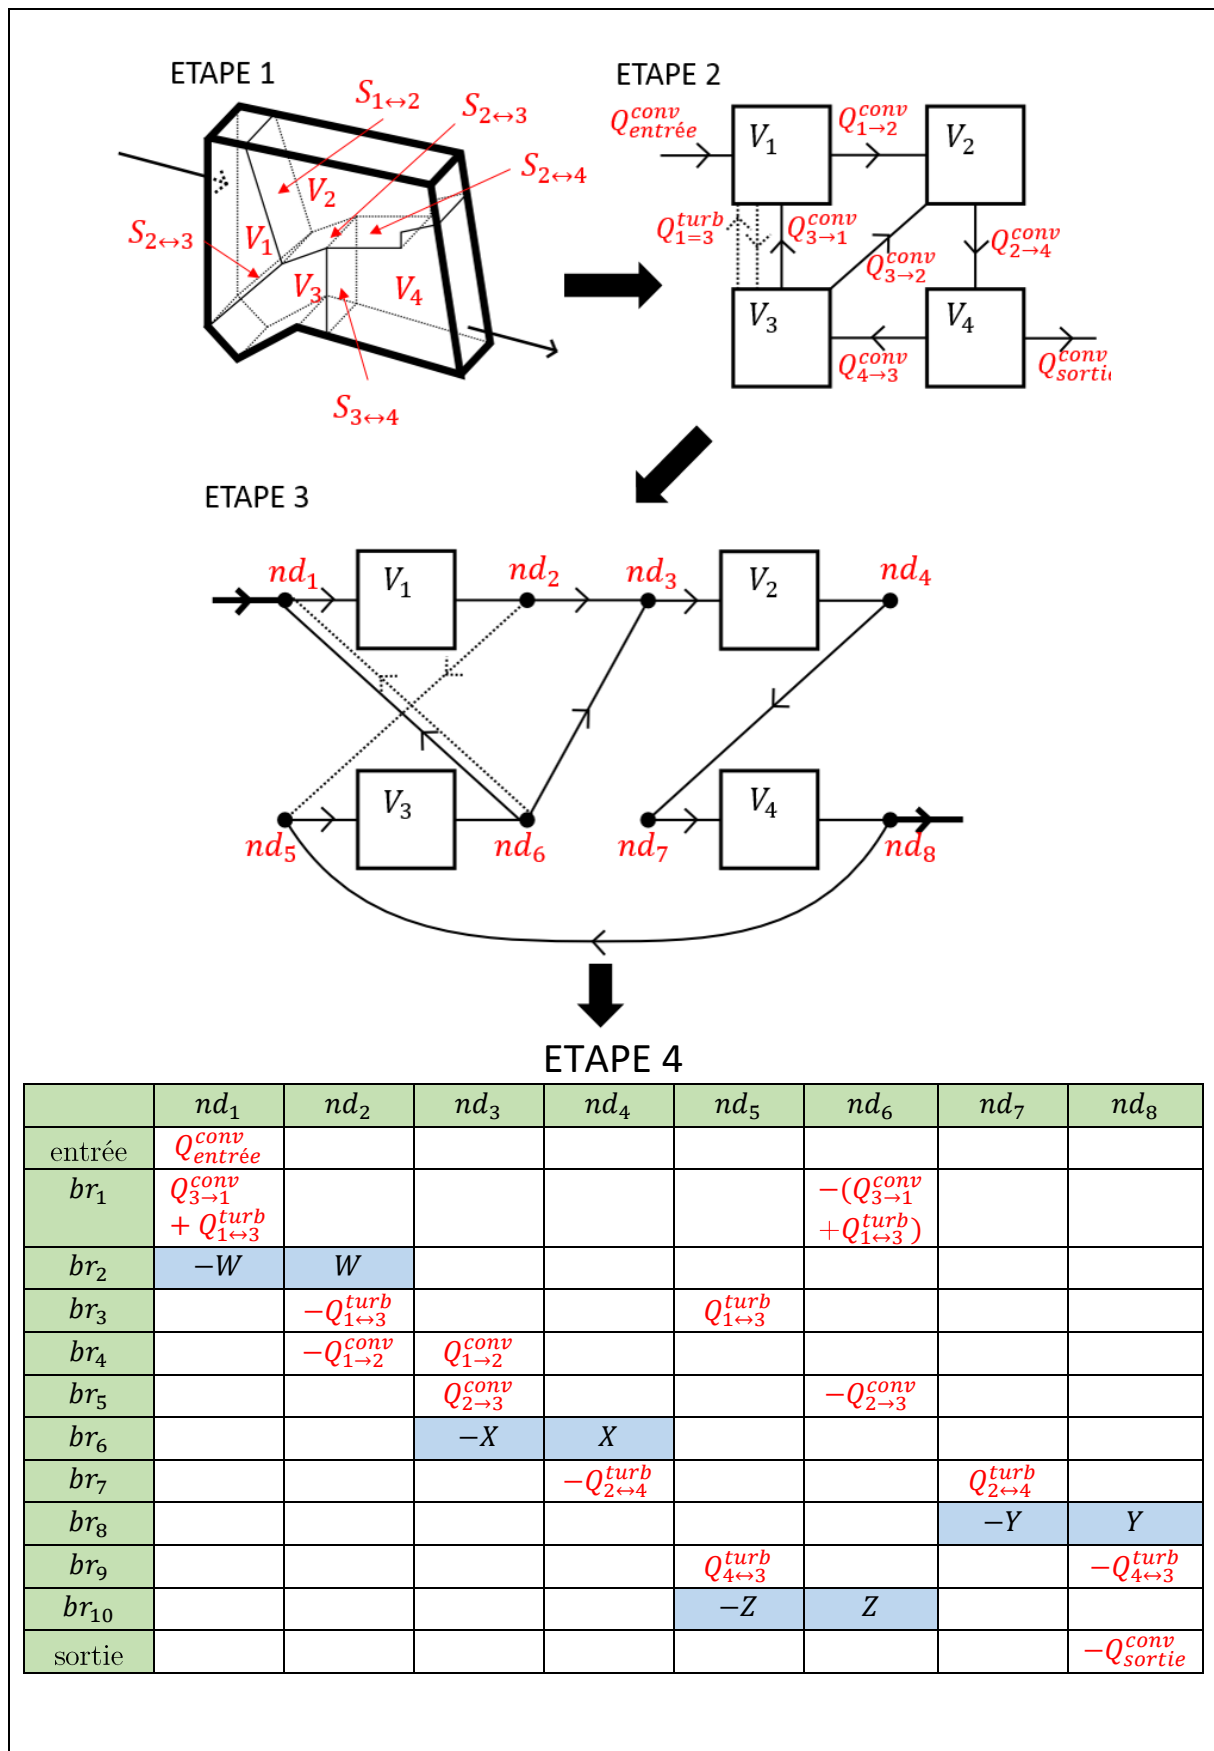 ETAPE 1
S1↔2
S2↔3
S2↔4
S2↔3
V1
V2
V3
V4
S3↔4
ETAPE 2
Q^conv_entrée
V1
Q^conv_1→2
V2
Q^turb_1=3
Q^conv_3→1
Q^conv_3→2
Q^conv_2→4
V3
Q^conv_4→3
V4
Q^conv_sortie
ETAPE 3
nd1
V1
nd2
nd3
V2
nd4
nd5
V3
nd6
nd7
V4
nd8
ETAPE 4
nd1 nd2 nd3 nd4 nd5 nd6 nd7 nd8
entrée Q^conv_entrée
br1 Q^conv_3→1 −(Q^conv_3→1
+ Q^turb_1↔3 +Q^turb_1↔3)
br2 −W W
br3 −Q^turb_1↔3 Q^turb_1↔3
br4 −Q^conv_1→2 Q^conv_1→2
br5 Q^conv_2→3 −Q^conv_2→3
br6 −X X
br7 −Q^turb_2↔4 Q^turb_2↔4
br8 −Y Y
br9 Q^turb_4↔3 −Q^turb_4↔3
br10 −Z Z
sortie −Q^conv_sortie